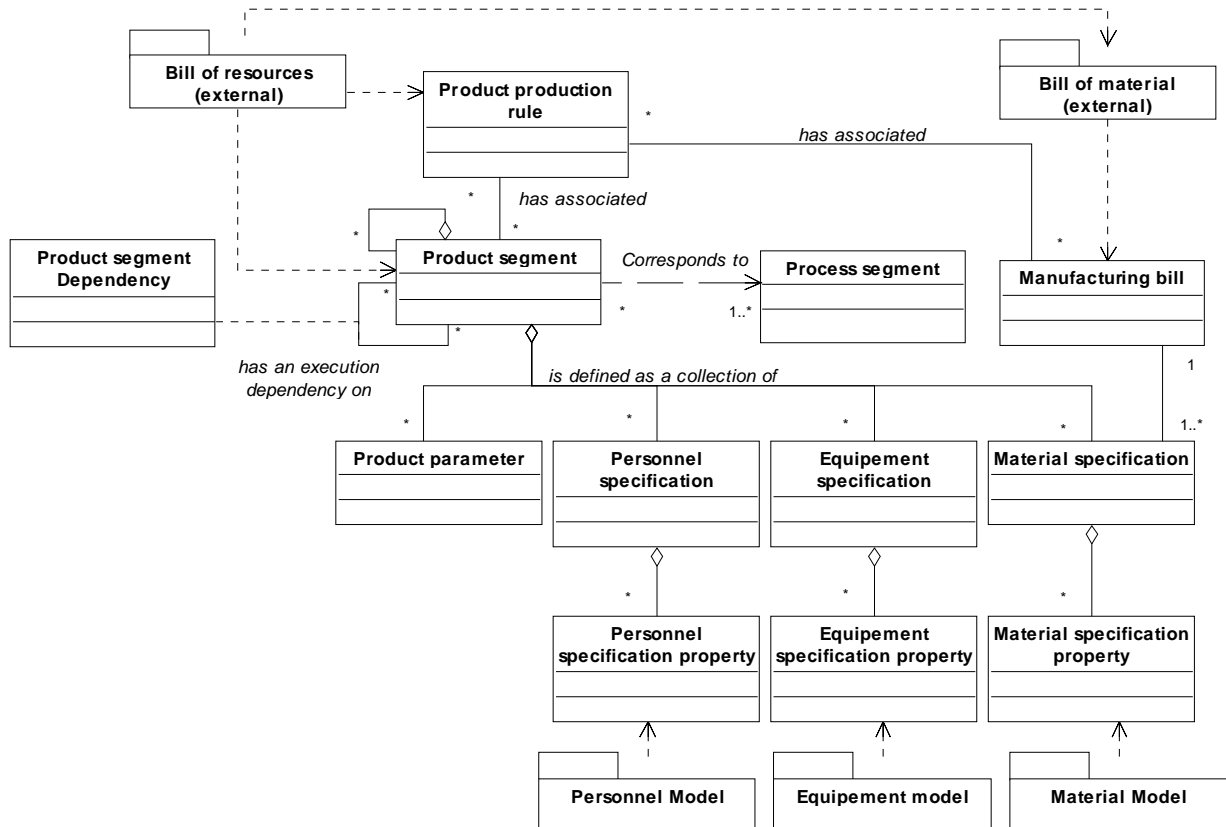 Bill of resources
(external)
Product production
rule
Bill of material
(external)
*
has associated
*
has associated
*
*
*
Product segment
Dependency
Product segment
Corresponds to
Process segment
Manufacturing bill
*
*
*
1..*
has an execution
dependency on
is defined as a collection of
1
*
*
*
*
1..*
Product parameter
Personnel
specification
Equipement
specification
Material specification
*
*
*
Personnel
specification property
Equipement
specification property
Material specification
property
Personnel Model
Equipement model
Material Model